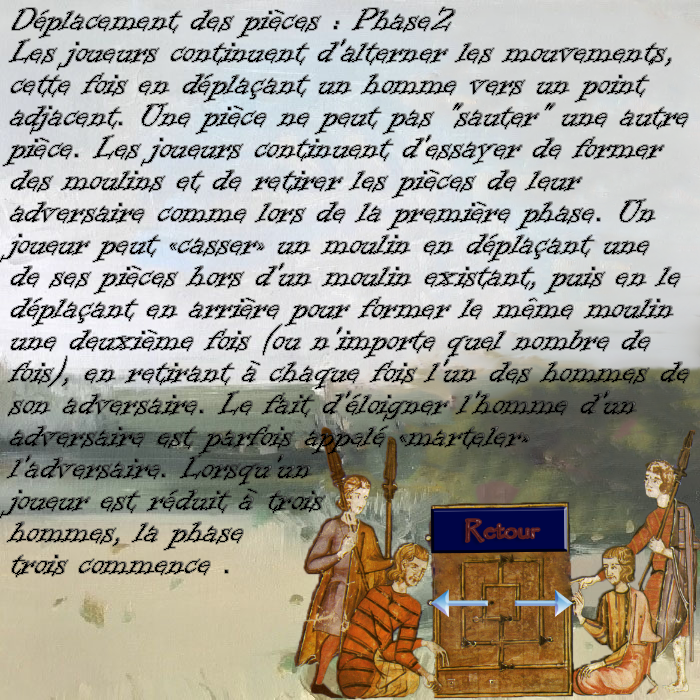 Déplacement des pièces : Phase2
Les joueurs continuent d'alterner les mouvements,
cette fois en déplaçant un homme vers un point
adjacent. Une pièce ne peut pas "sauter" une autre
pièce. Les joueurs continuent d'essayer de former
des moulins et de retirer les pièces de leur
adversaire comme lors de la première phase. Un
joueur peut «casser» un moulin en déplaçant une
de ses pièces hors d'un moulin existant, puis en le
déplaçant en arrière pour former le même moulin
une deuxième fois (ou n'importe quel nombre de
fois), en retirant à chaque fois l'un des hommes de
son adversaire. Le fait d'éloigner l'homme d'un
adversaire est parfois appelé «marteler»
l'adversaire. Lorsqu'un
joueur est réduit à trois
hommes, la phase
trois commence .
Retour